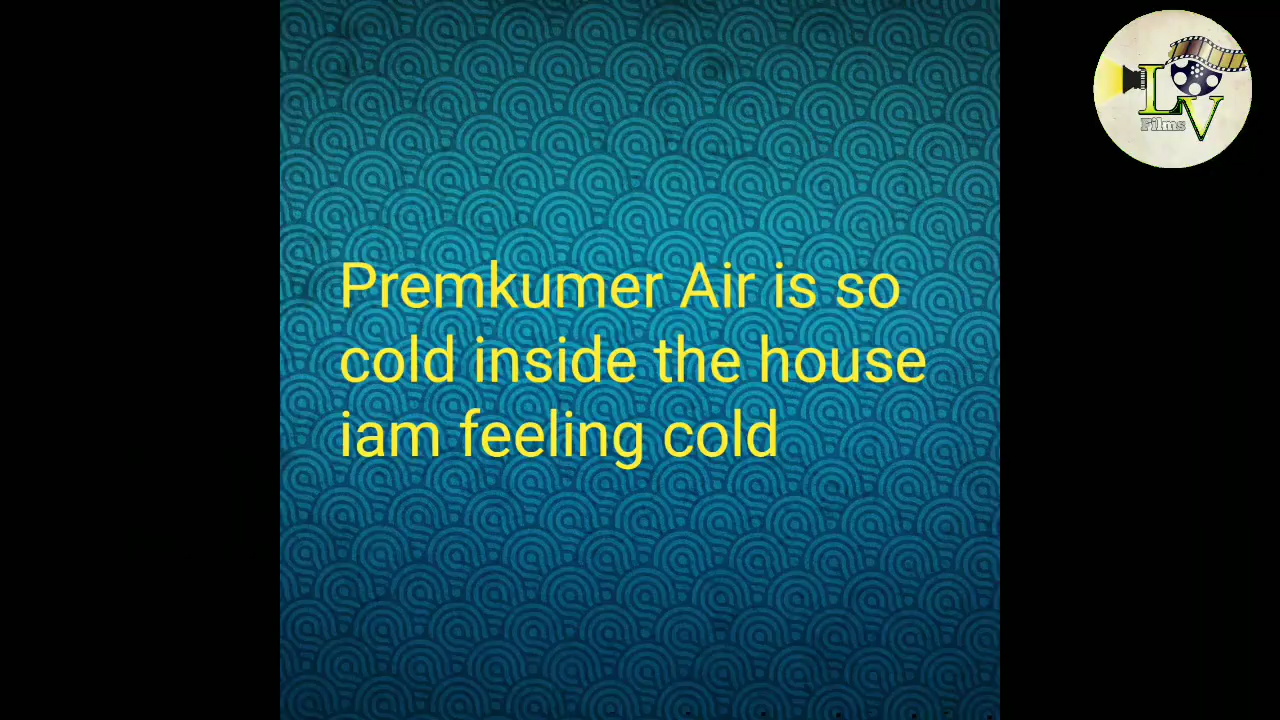 LV
Films
Premkumer Air is so
cold inside the house
iam feeling cold